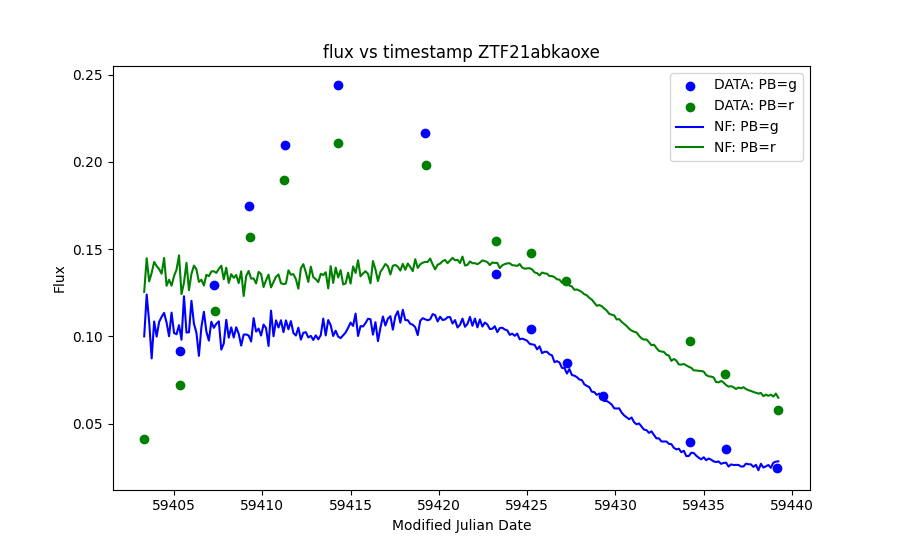 flux vs timestamp ZTF21abkaoxe
DATA: PB=g
DATA: PB=r
NF: PB=g
NF: PB=r
0.25
0.20
0.15
0.10
0.05
Flux
59405 59410 59415 59420 59425 59430 59435 59440
Modified Julian Date